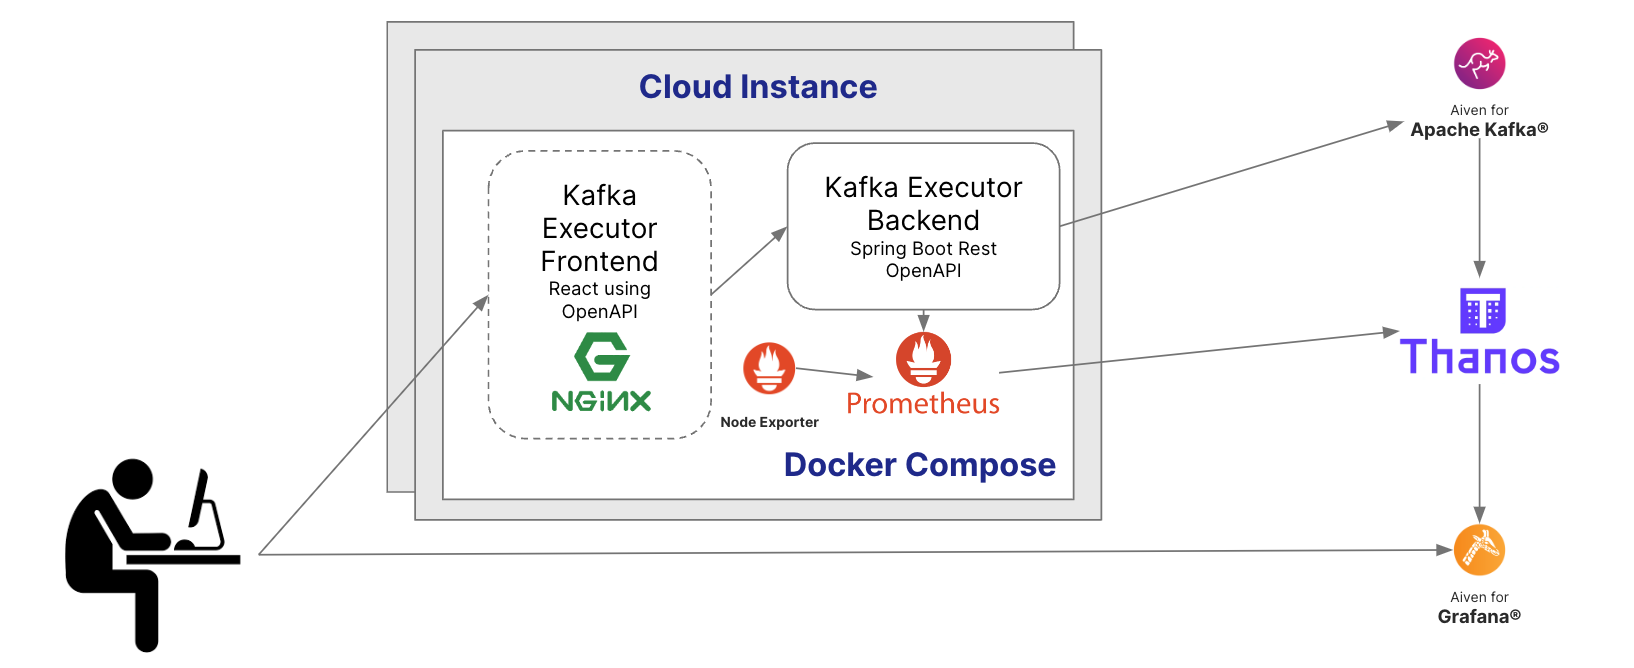 Cloud Instance
Kafka
Executor
Frontend
React using
OpenAPI
NGiNX
Kafka Executor
Backend
Spring Boot Rest
OpenAPI
Node Exporter
Prometheus
Docker Compose
Aiven for
Apache Kafka®
Thanos
Aiven for
Grafana®